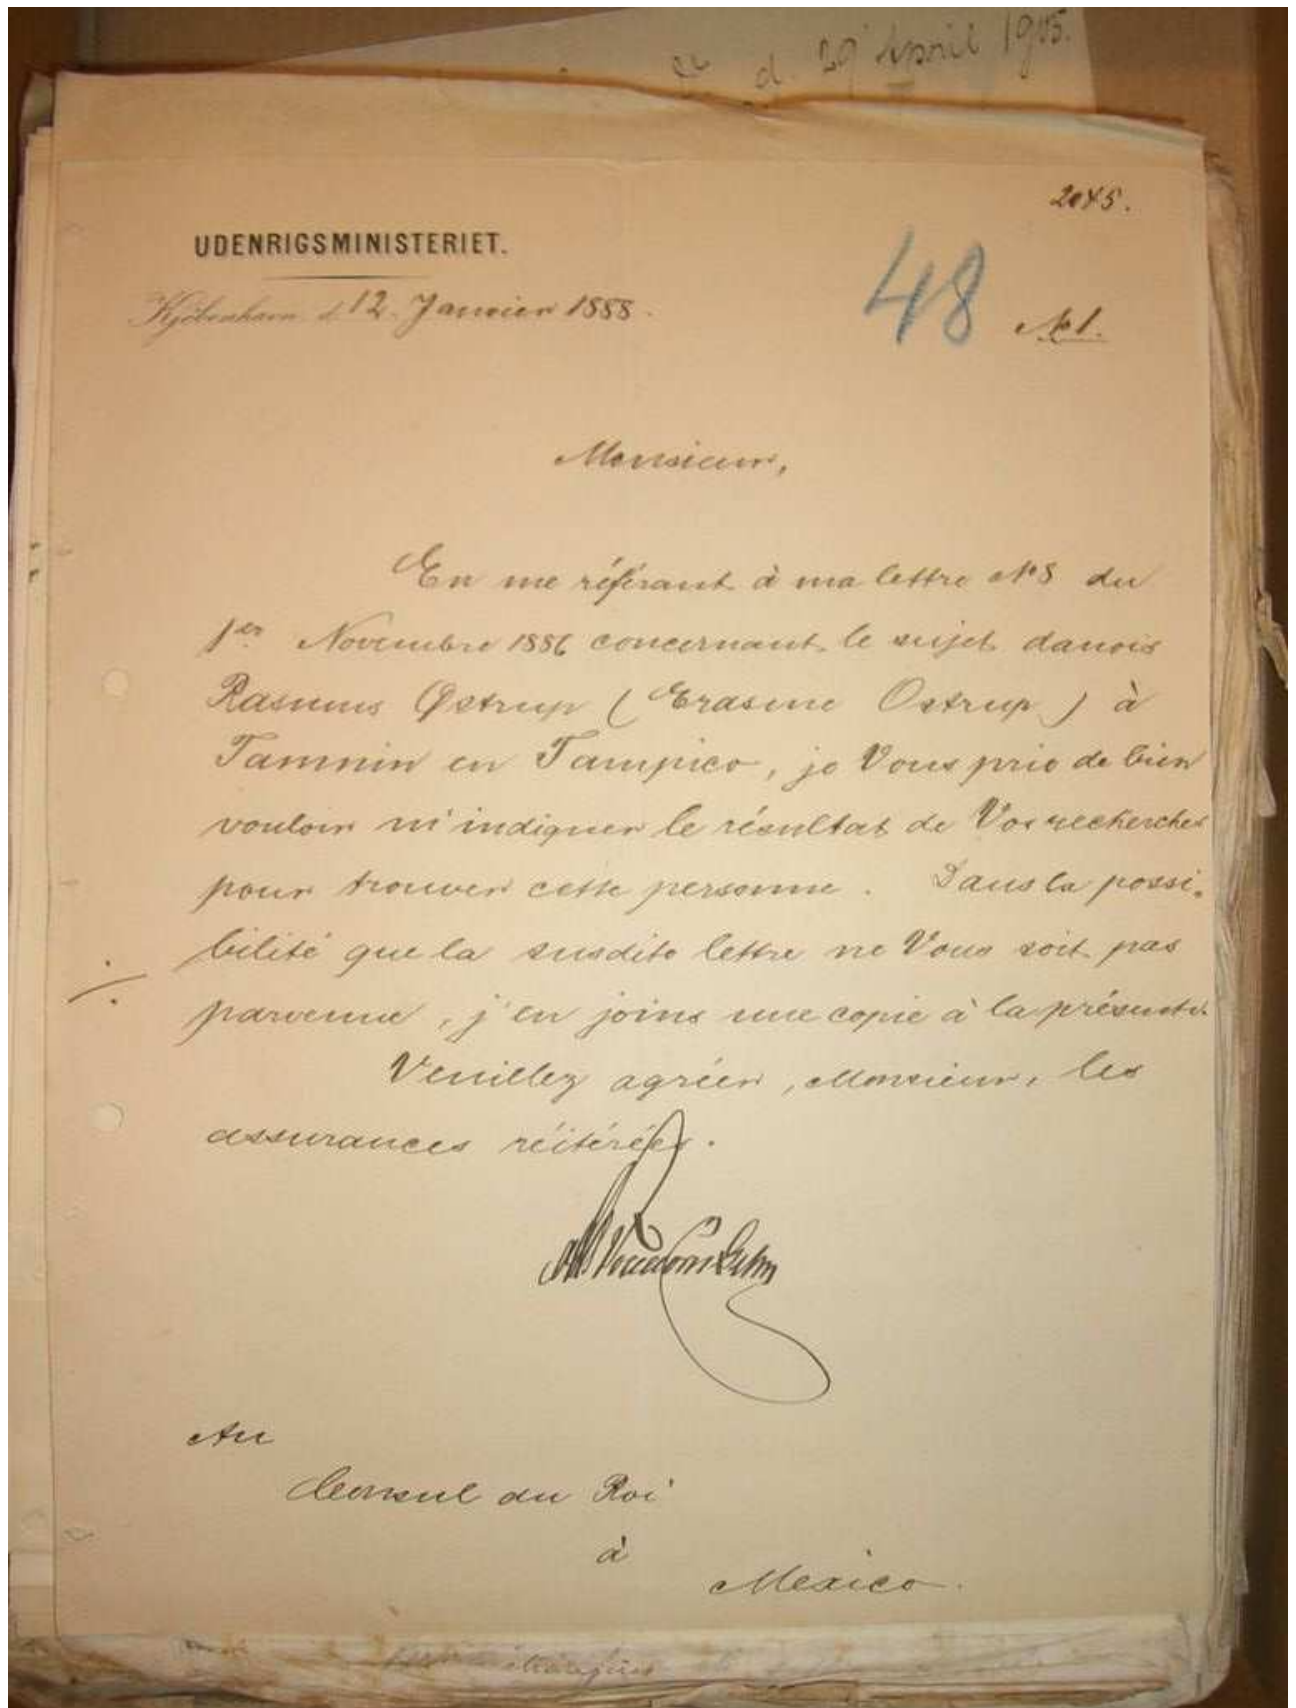 d. 29 April 1905.
2045.
UDENRIGSMINISTERIET.
48
Kjöbenhavn d. 12. Janvier 1888.
№ 1.
Monsieur,
En me référant à ma lettre № 8 du
1er Novembre 1886 concernant le sujet danois
Rasmus Østrup (Erasme Ostrup) à
Tamnin en Tampico, je Vous prie de bien
vouloir m'indiquer le résultat de Vos recherches
pour trouver cette personne. Dans la possi-
bilité que la susdite lettre ne Vous soit pas
parvenue, j'en joins une copie à la présente.
Veuillez agréer, Monsieur, les
assurances réitérées.
Au
Consul du Roi
à
Mexico.